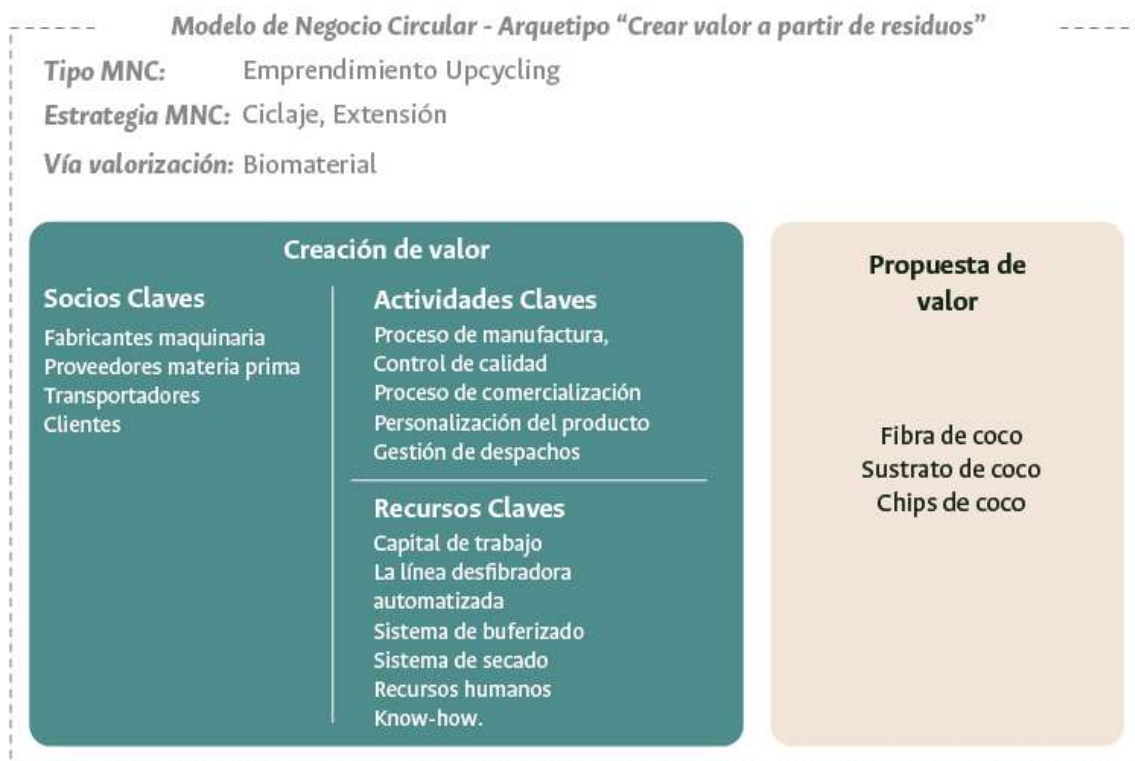 Modelo de Negocio Circular - Arquetipo “Crear valor a partir de residuos”
Tipo MNC: Emprendimiento Upcycling
Estrategia MNC: Ciclaje, Extensión
Vía valorización: Biomaterial
Creación de valor
Socios Claves
Fabricantes maquinaria
Proveedores materia prima
Transportadores
Clientes
Actividades Claves
Proceso de manufactura,
Control de calidad
Proceso de comercialización
Personalización del producto
Gestión de despachos
Recursos Claves
Capital de trabajo
La línea desfibradora
automatizada
Sistema de buferizado
Sistema de secado
Recursos humanos
Know-how.
Propuesta de
valor
Fibra de coco
Sustrato de coco
Chips de coco